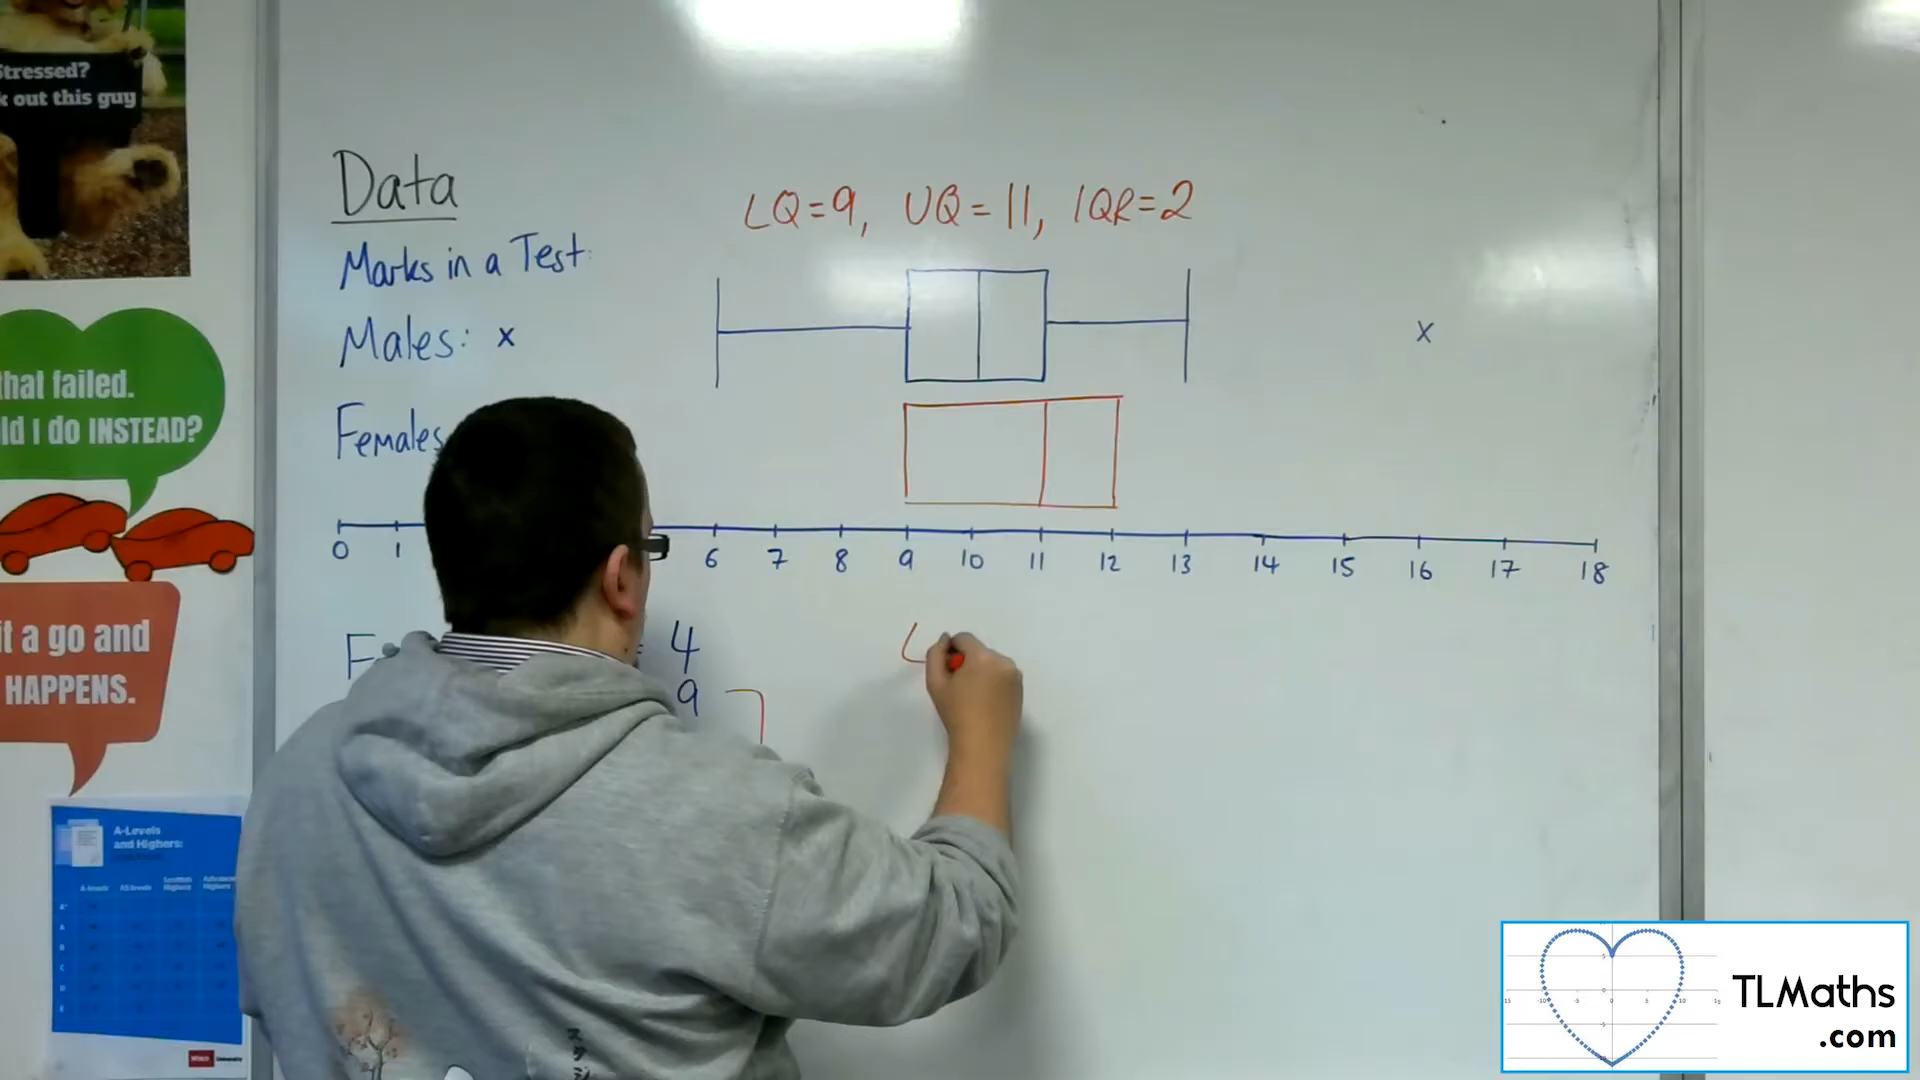 Stressed?
k out this guy
that failed.
ld I do INSTEAD?
it a go and
HAPPENS.
A-Levels
and Highers:
Data
LQ=9, UQ=11, IQR=2
Marks in a Test:
Males: x
x
Females
0 1 6 7 8 9 10 11 12 13 14 15 16 17 18
F = 4
9
L
TLMaths
.com